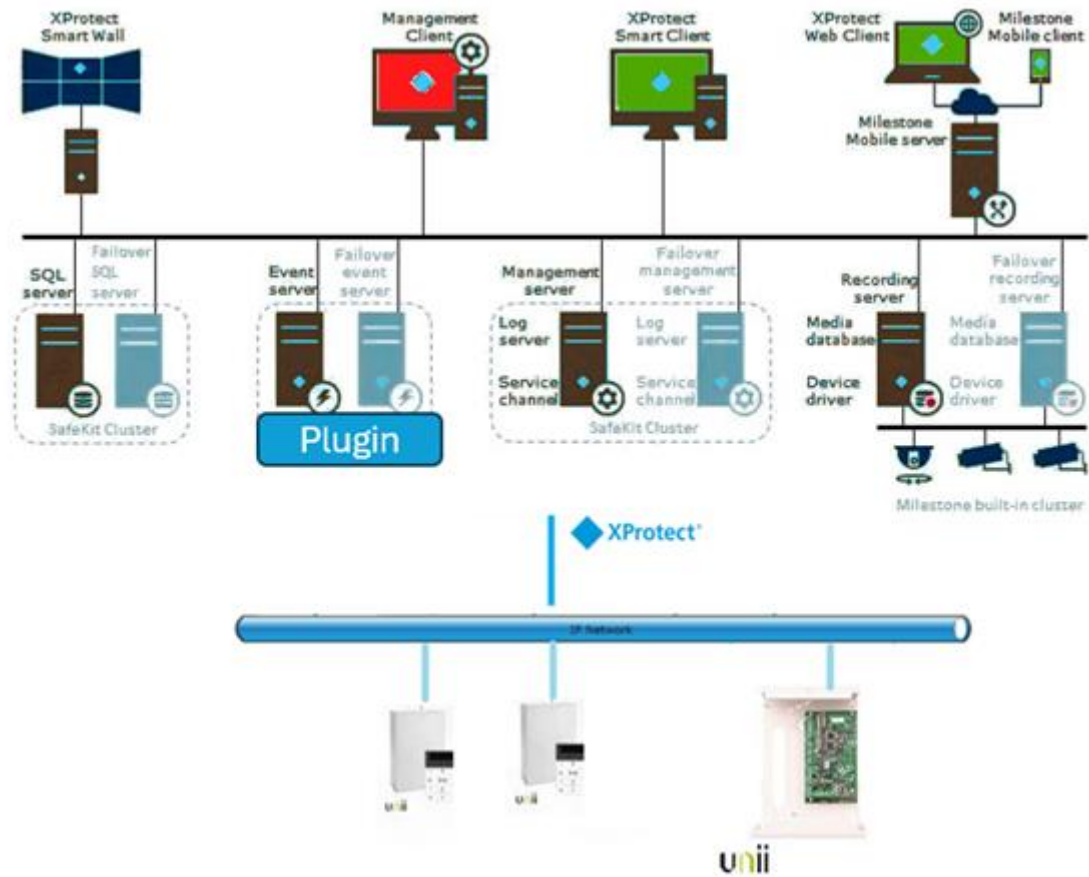 XProtect
Smart Wall
Management
Client
XProtect
Smart Client
XProtect
Web Client
Milestone
Mobile client
Milestone
Mobile server
SQL
server
Failover
SQL
server
Event
server
Failover
event
server
Management
server
Failover
management
server
Recording
server
Failover
recording
server
Log
server
Service
channel
Log
server
Service
channel
Media
database
Device
driver
Media
database
Device
driver
SafeKit Cluster
Plugin
SafeKit Cluster
Milestone built-in cluster
XProtect®
IP Network
unii
unii
unii